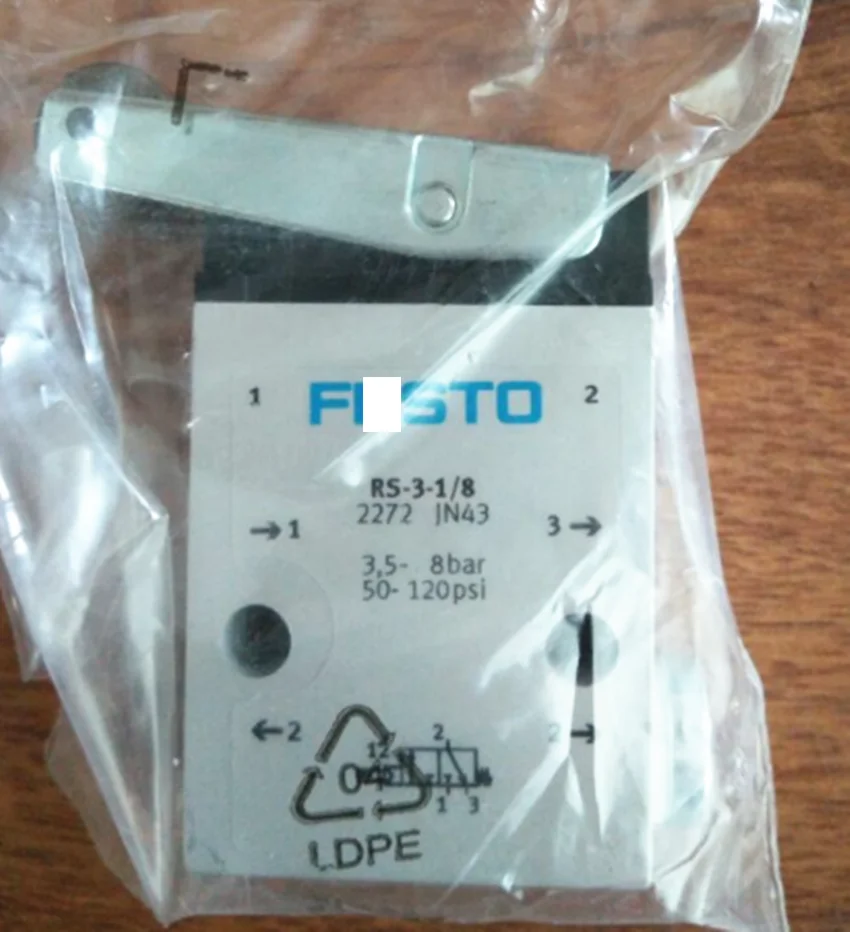 1 F STO 2
RS-3-1/8
2272 JN43
→1 3→
3,5- 8bar
50- 120psi
←2 2→
12 2
04
1 3
LDPE